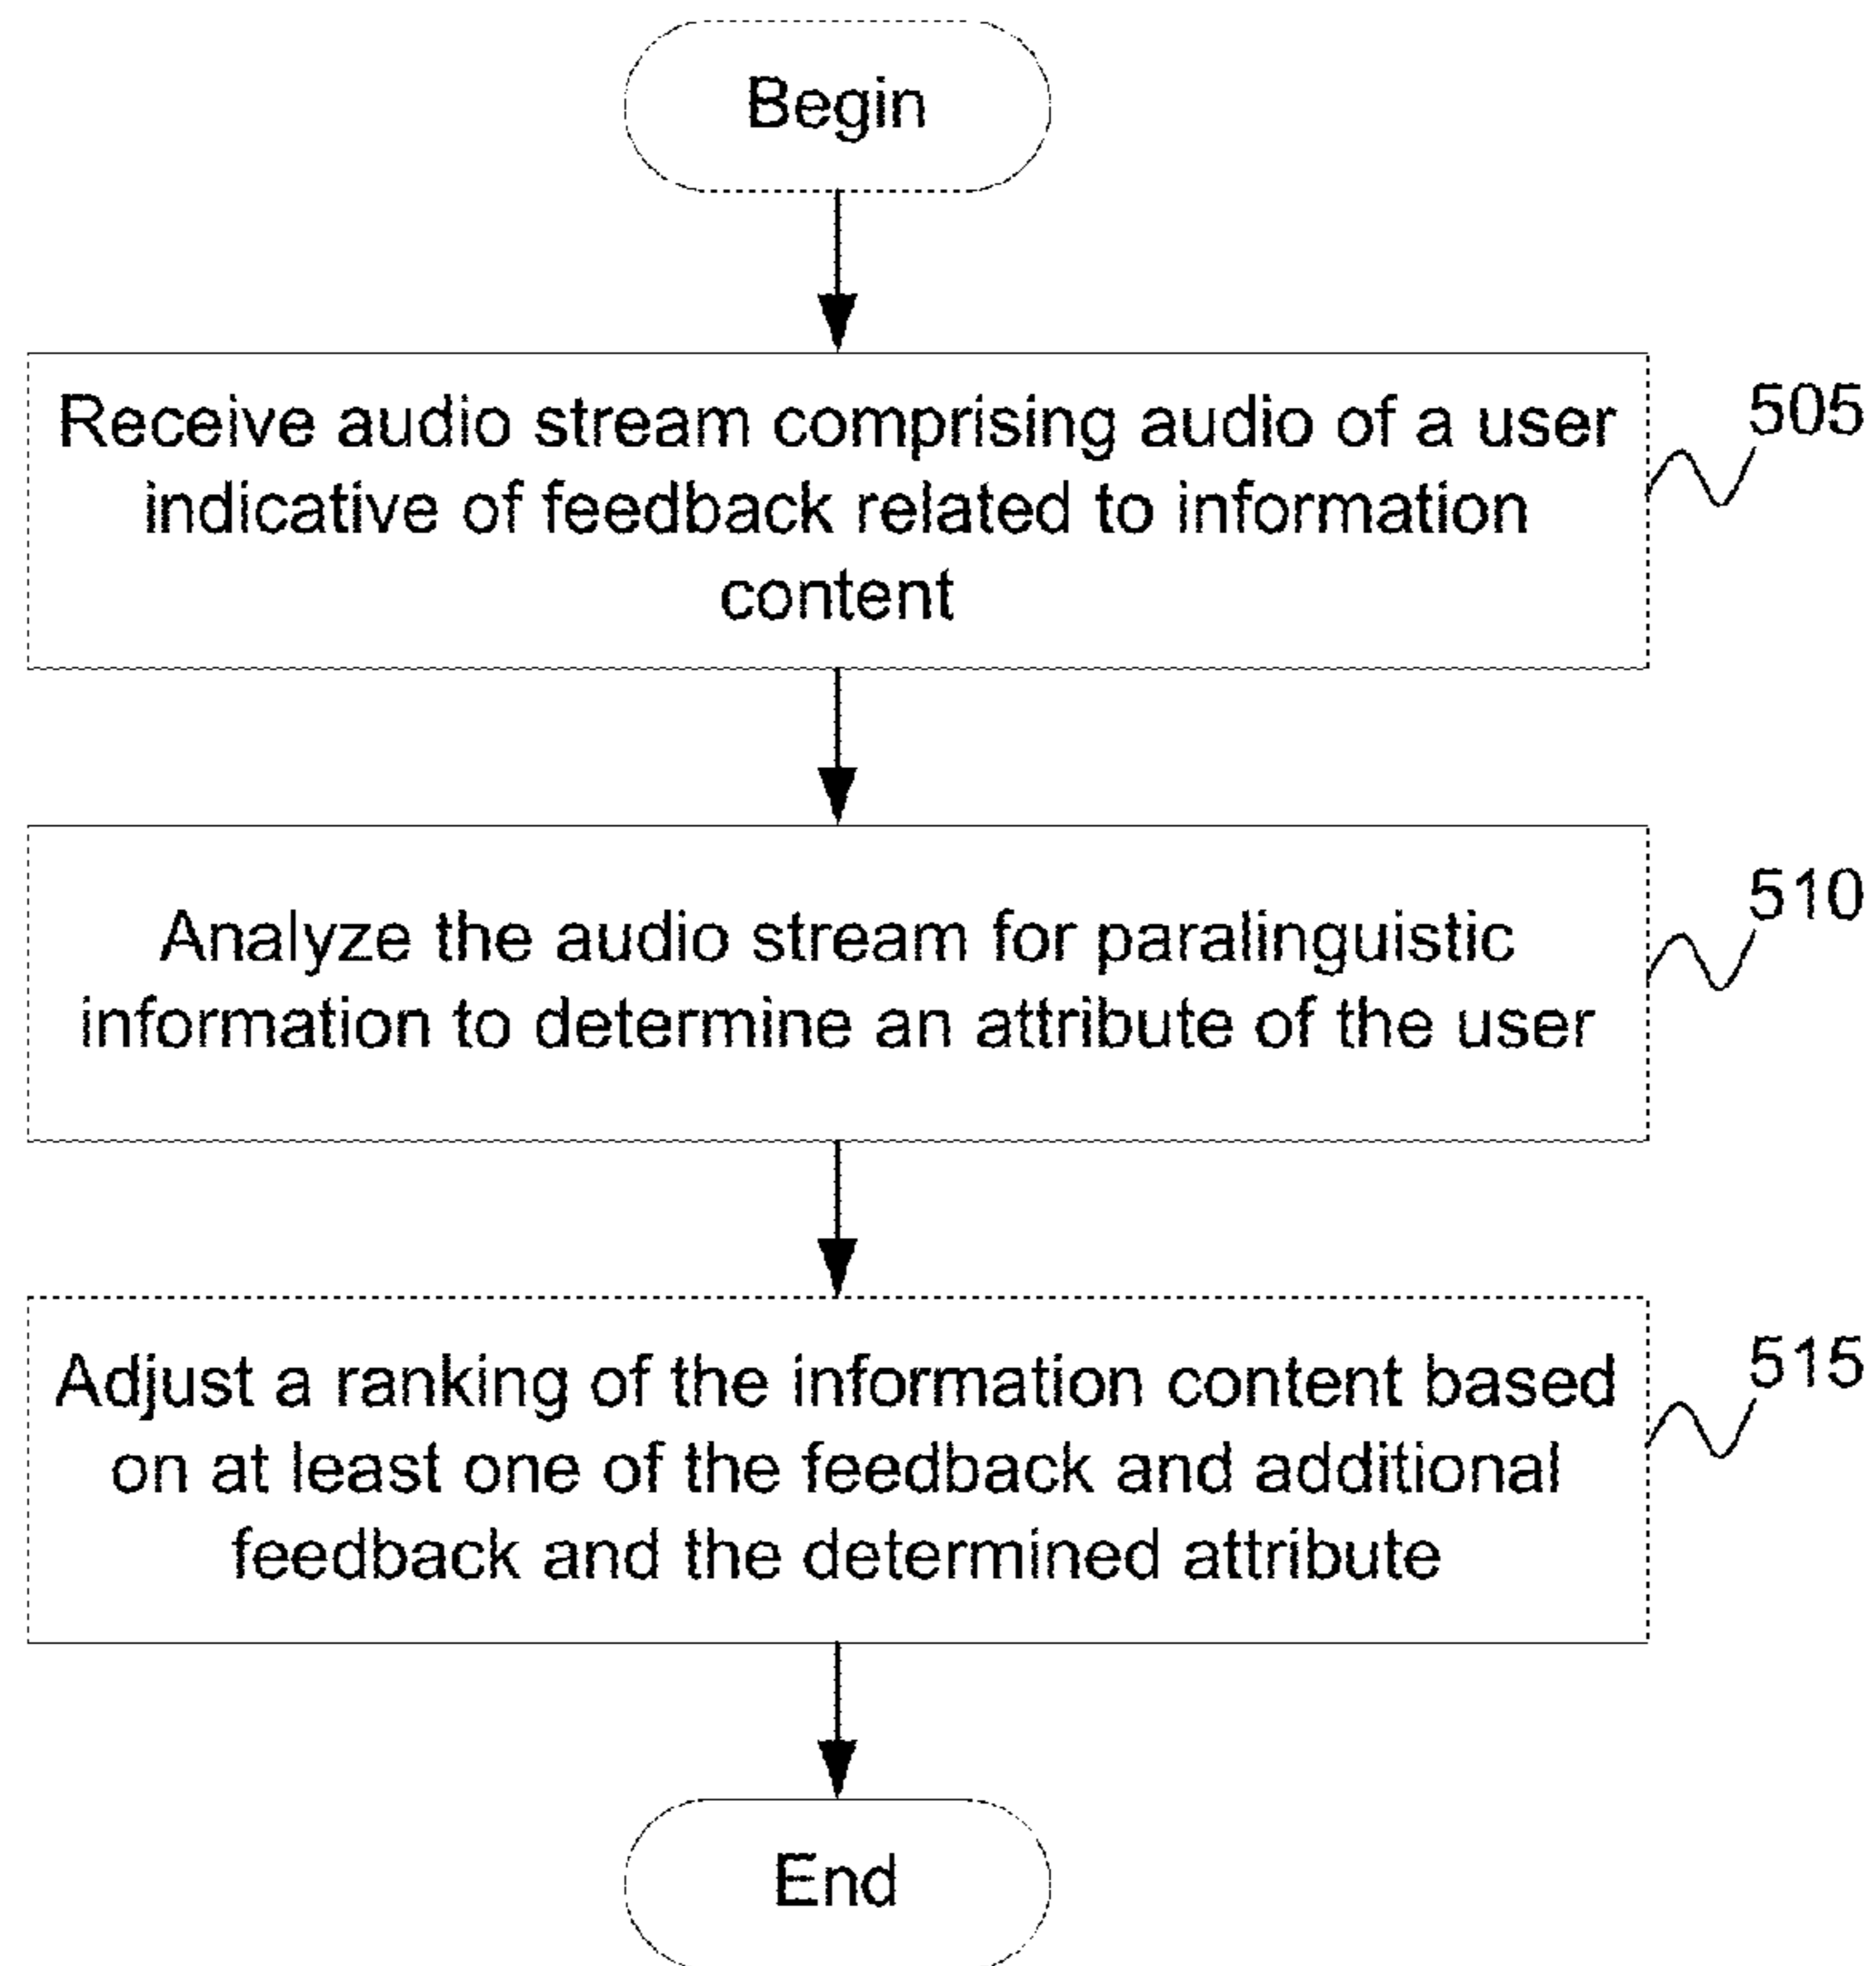 Begin
Receive audio stream comprising audio of a user
indicative of feedback related to information
content
505
Analyze the audio stream for paralinguistic
information to determine an attribute of the user
510
Adjust a ranking of the information content based
on at least one of the feedback and additional
feedback and the determined attribute
515
End